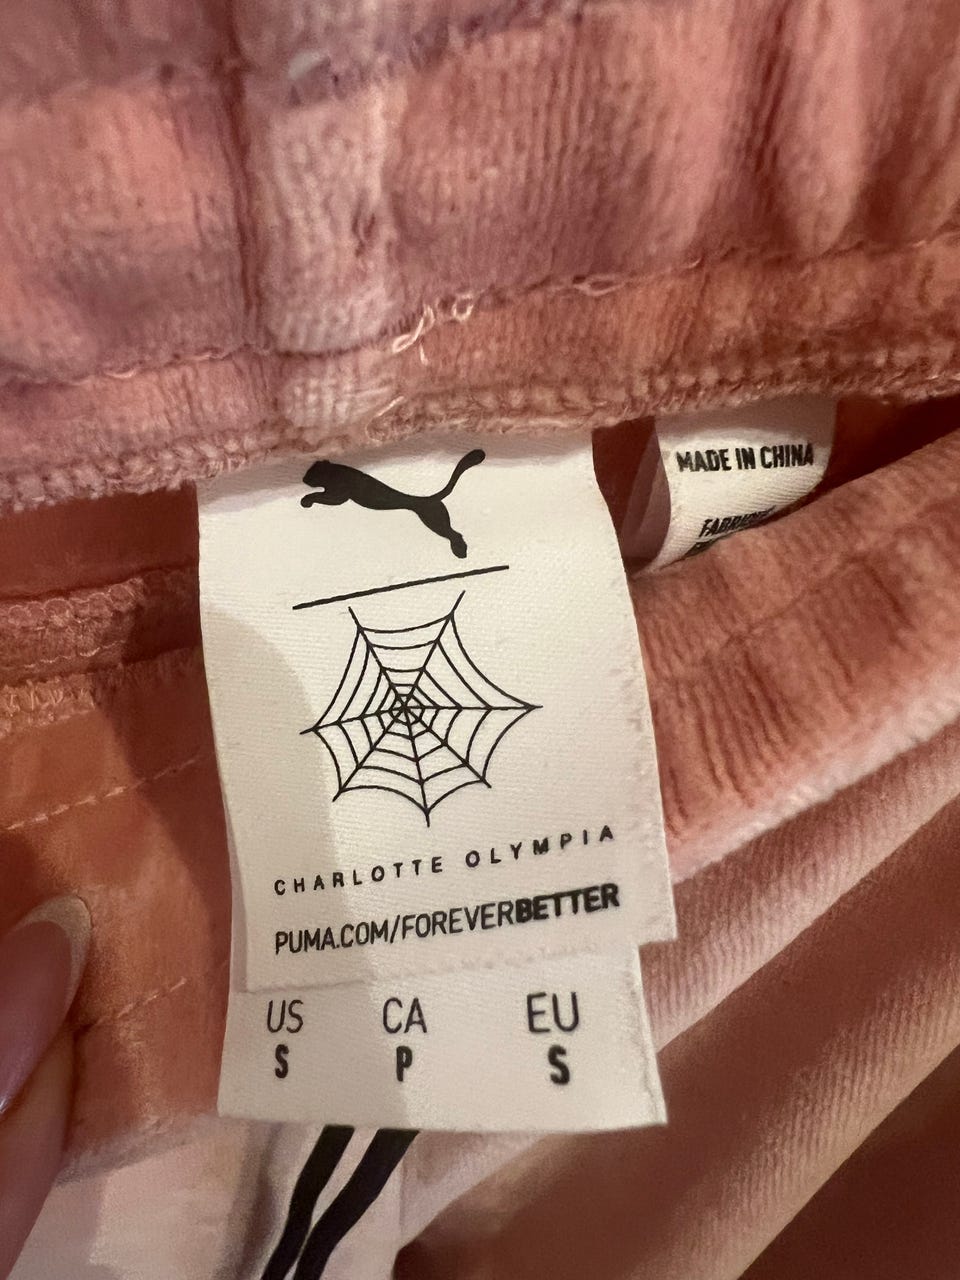 CHARLOTTE OLYMPIA
PUMA.COM/FOREVERBETTER
US CA EU
S P S
MADE IN CHINA